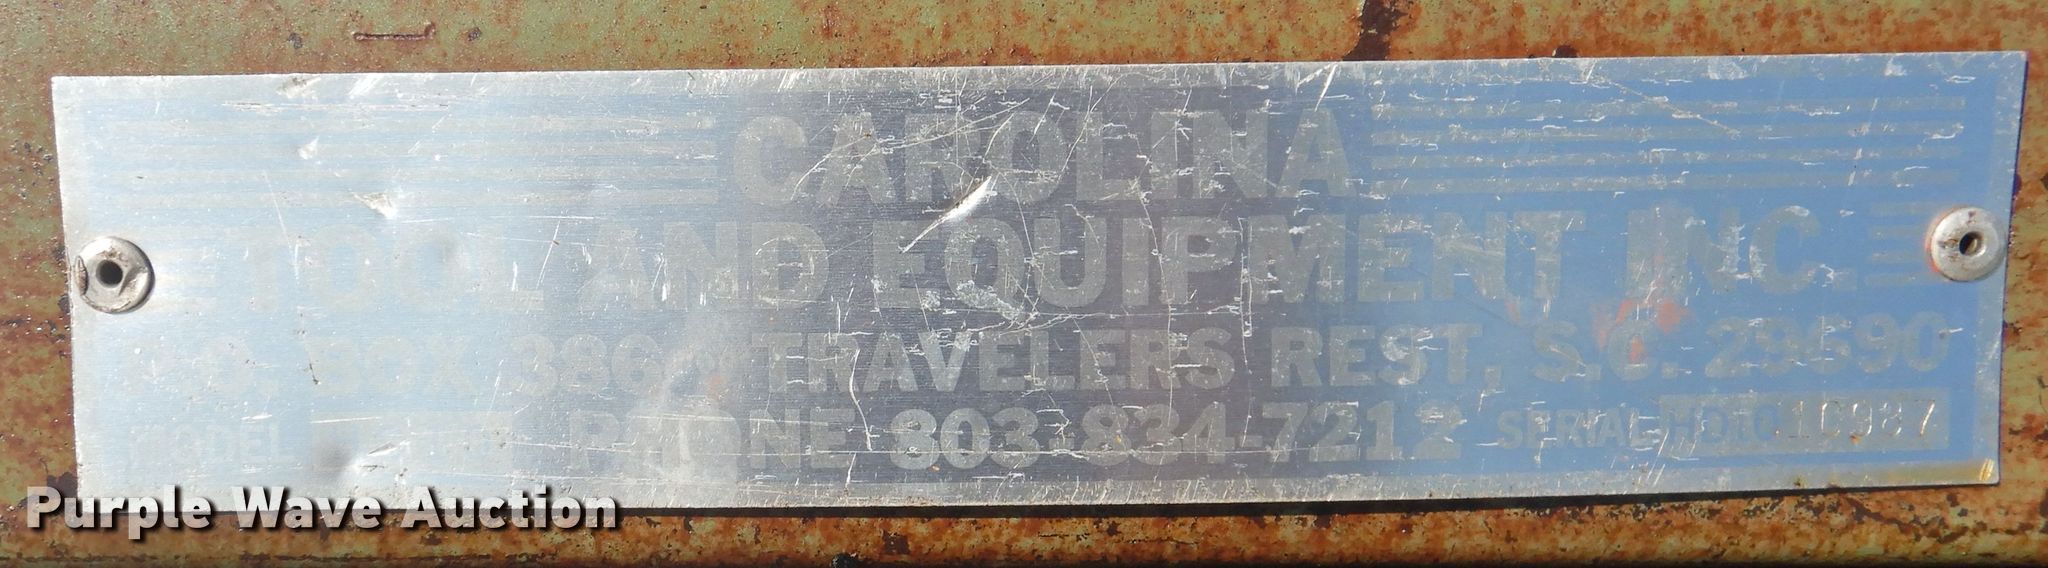 CAROLINA
TOOL AND EQUIPMENT INC.
P.O. BOX TRAVELERS REST, S.C. 29690
MODEL PHONE 803-834-7212 SERIAL
Purple Wave Auction